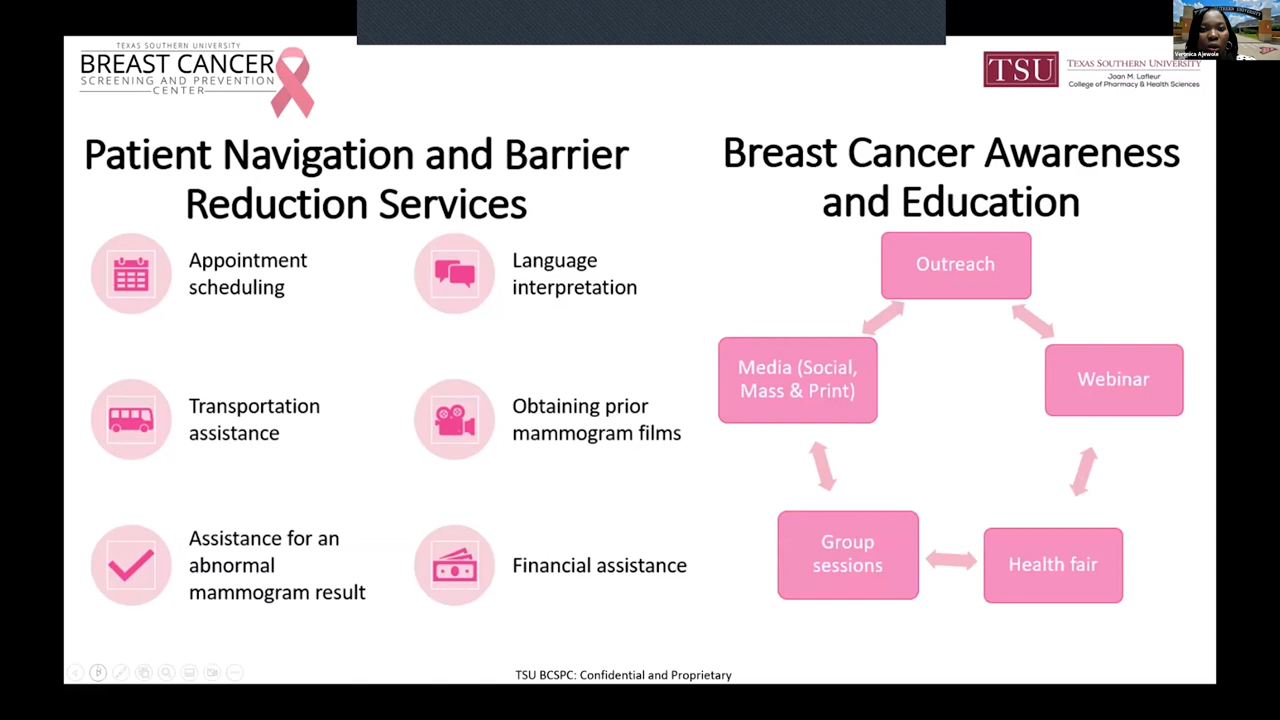 TEXAS SOUTHERN UNIVERSITY
BREAST CANCER
SCREENING AND PREVENTION
CENTER
TSU
TEXAS SOUTHERN UNIVERSITY
Joan M. Lafleur
College of Pharmacy & Health Sciences
Veronica Ajewole
Patient Navigation and Barrier
Reduction Services
Appointment
scheduling
Language
interpretation
Transportation
assistance
Obtaining prior
mammogram films
Assistance for an
abnormal
mammogram result
Financial assistance
Breast Cancer Awareness
and Education
Outreach
Media (Social,
Mass & Print)
Webinar
Group
sessions
Health fair
TSU BCSPC: Confidential and Proprietary